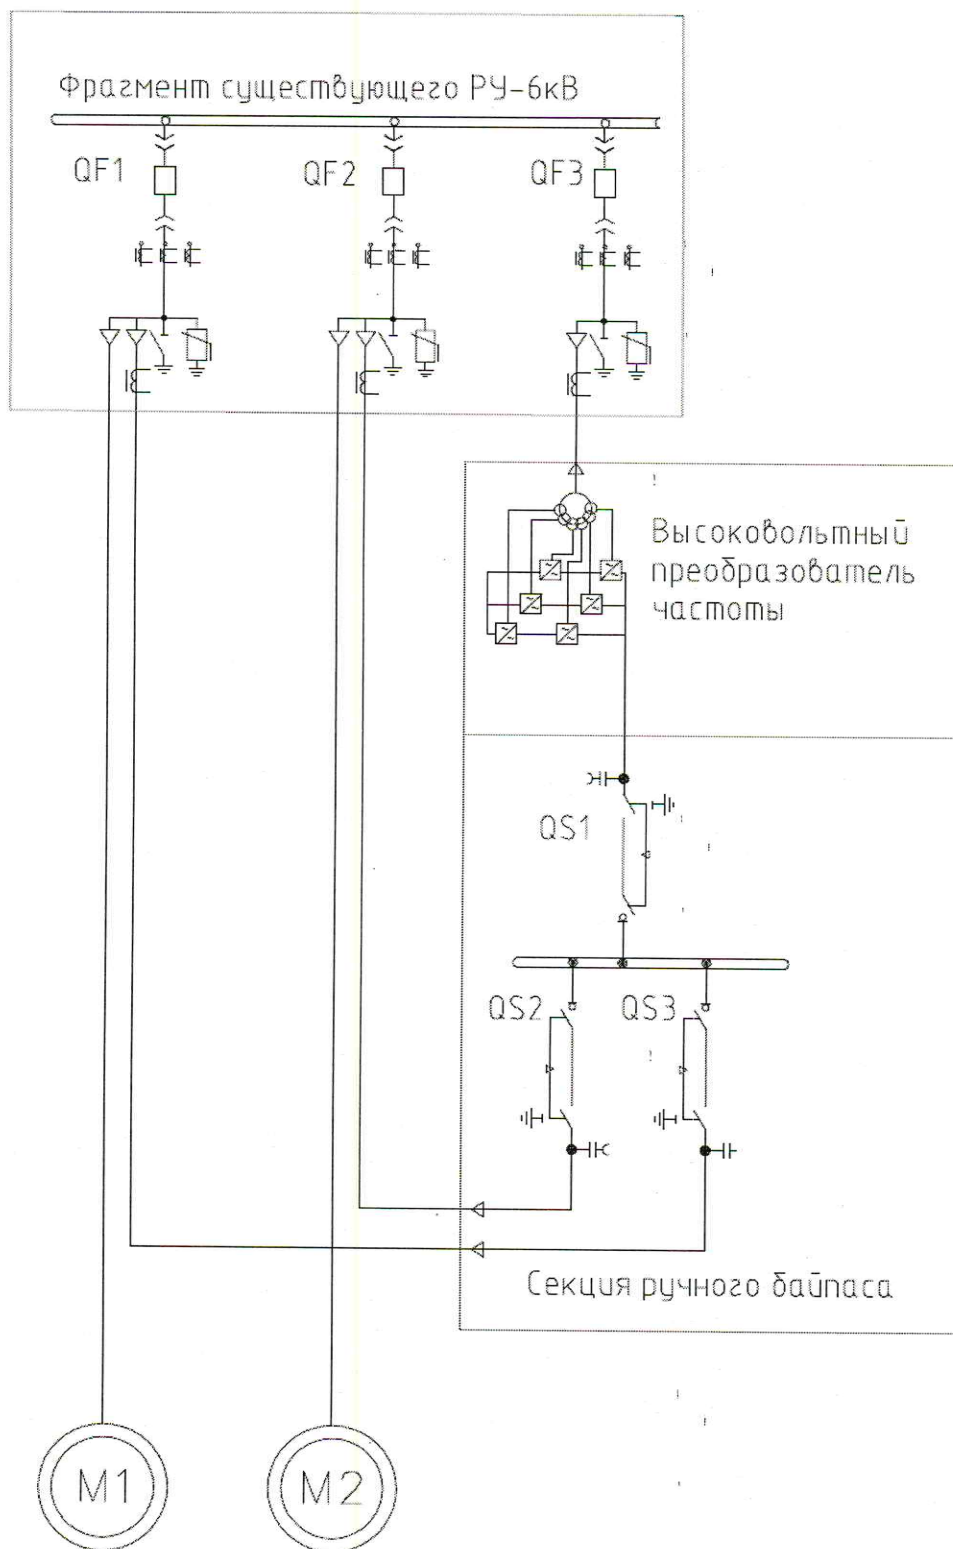 Фрагмент существующего РУ-6кВ
QF1
QF2
QF3
Высоковольтный
преобразователь
частоты
QS1
QS2
QS3
Секция ручного байпаса
M1
M2